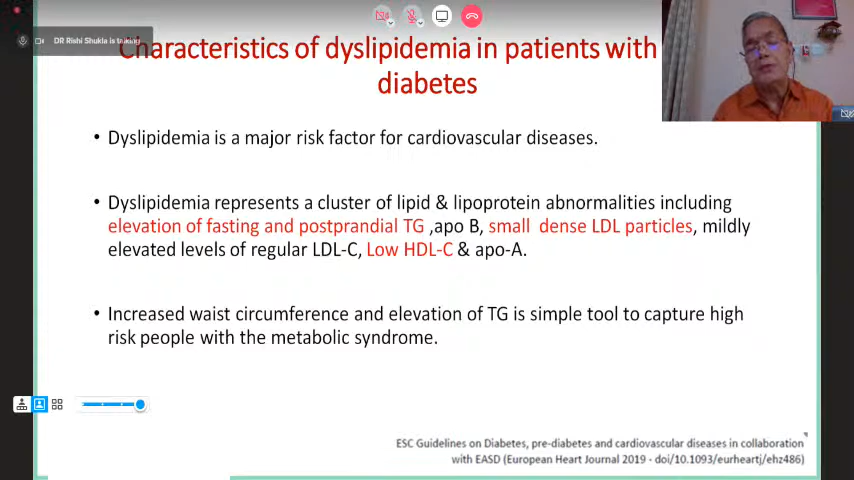 DR Rishi Shukla is talking
Characteristics of dyslipidemia in patients with
diabetes
• Dyslipidemia is a major risk factor for cardiovascular diseases.
• Dyslipidemia represents a cluster of lipid & lipoprotein abnormalities including
elevation of fasting and postprandial TG ,apo B, small dense LDL particles, mildly
elevated levels of regular LDL-C, Low HDL-C & apo-A.
• Increased waist circumference and elevation of TG is simple tool to capture high
risk people with the metabolic syndrome.
ESC Guidelines on Diabetes, pre-diabetes and cardiovascular diseases in collaboration
with EASD (European Heart Journal 2019 - doi/10.1093/eurheartj/ehz486)